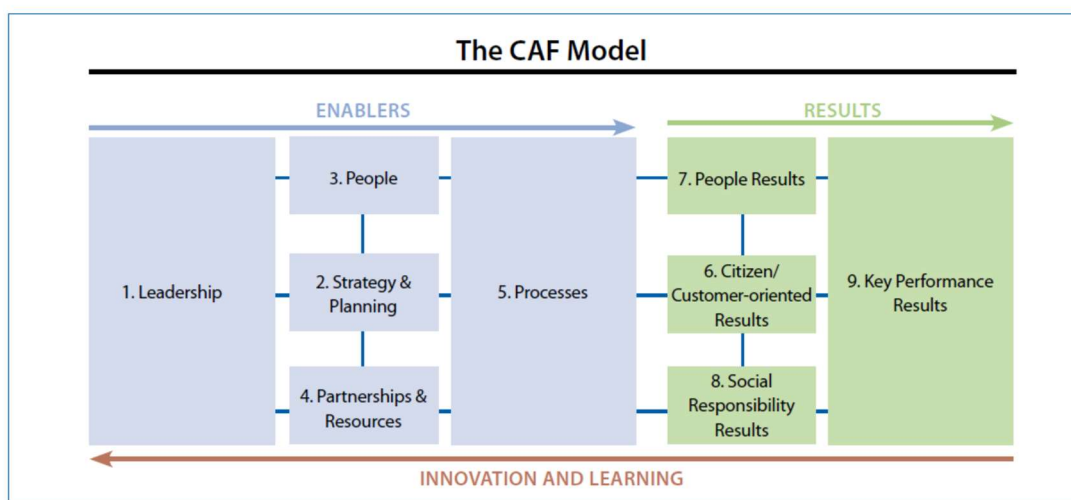 The CAF Model
ENABLERS
RESULTS
1. Leadership
3. People
2. Strategy &
Planning
4. Partnerships &
Resources
5. Processes
7. People Results
6. Citizen/
Customer-oriented
Results
8. Social
Responsibility
Results
9. Key Performance
Results
INNOVATION AND LEARNING